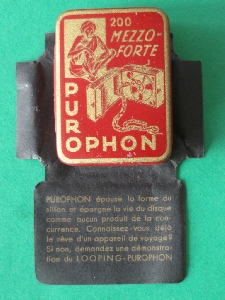 200
MEZZO-
FORTE
PUROPHON
PUROPHON épouse la forme du
sillon et épargne la vie du disque
comme aucun produit de la con-
currence. Connaissez-vous déjà
le rêve d'un appareil de voyage?
Si non, demandez une démonstra-
tion du LOOPING-PUROPHON